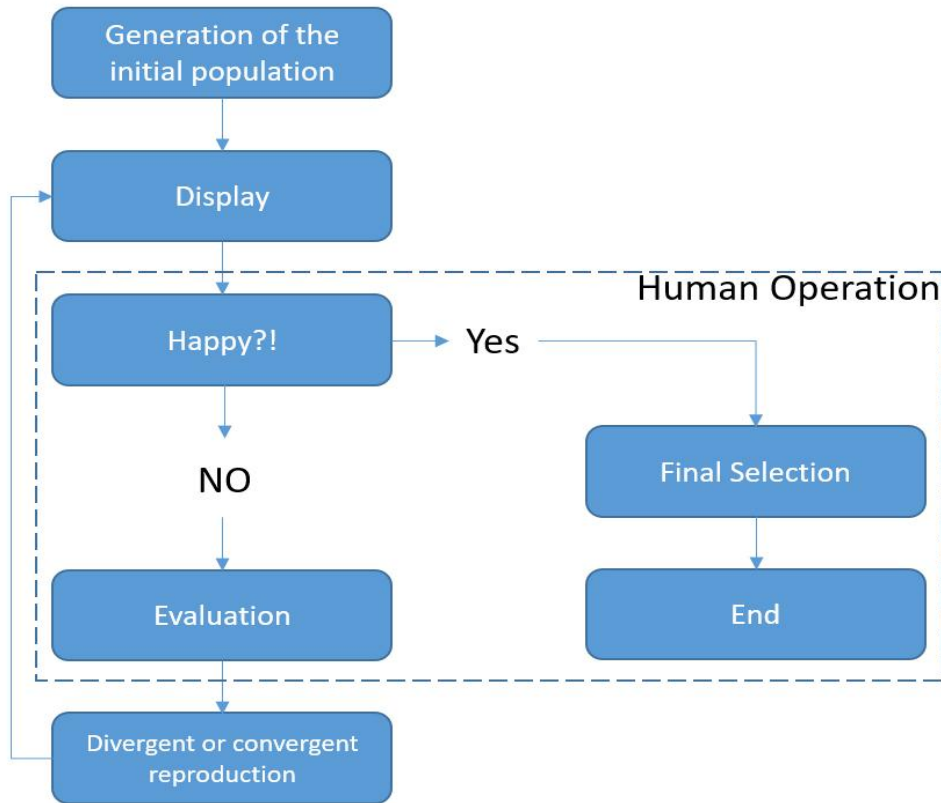 Generation of the
initial population
Display
Human Operation
Happy?!
Yes
NO
Final Selection
Evaluation
End
Divergent or convergent
reproduction